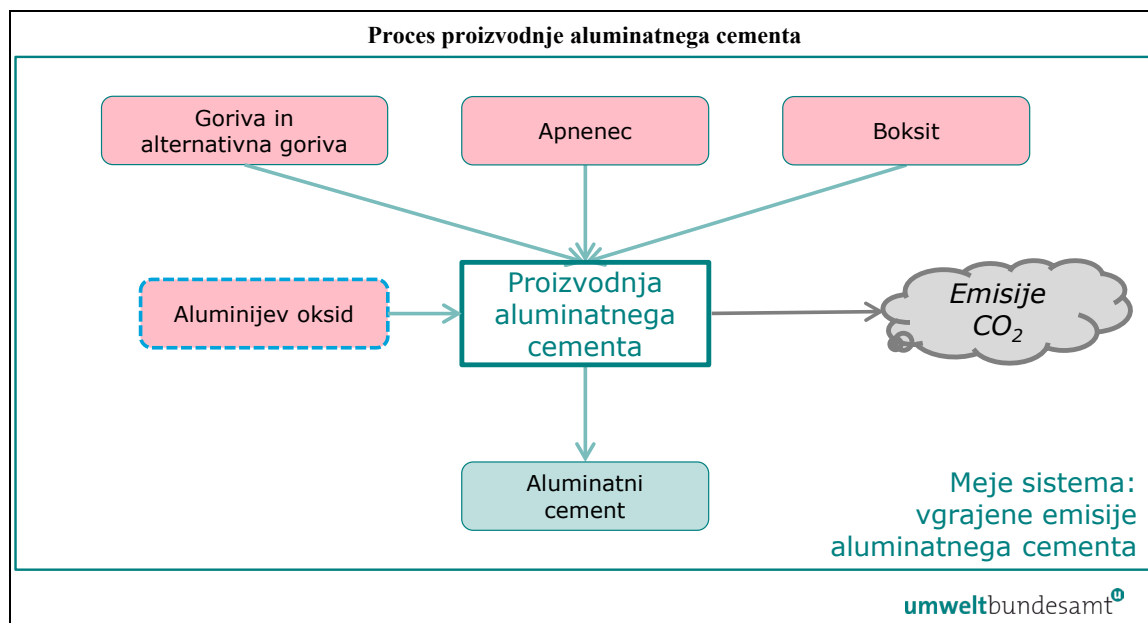 Proces proizvodnje aluminatnega cementa
Goriva in
alternativna goriva
Apnenec
Boksit
Aluminijev oksid
Proizvodnja
aluminatnega
cementa
Emisije
CO₂
Aluminatni
cement
Meje sistema:
vgrajene emisije
aluminatnega cementa
umweltbundesamt
u